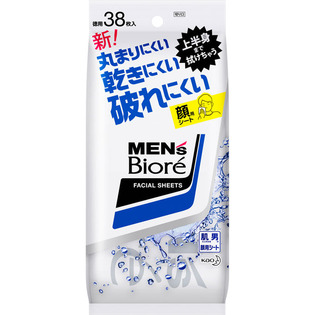 徳用38枚入
新!
丸まりにくい
乾きにくい
破れにくい
上半身まで
拭けちゃう
顔用
シート
MEN's
Bioré
FACIAL SHEETS
肌男
顔用シート
Kao